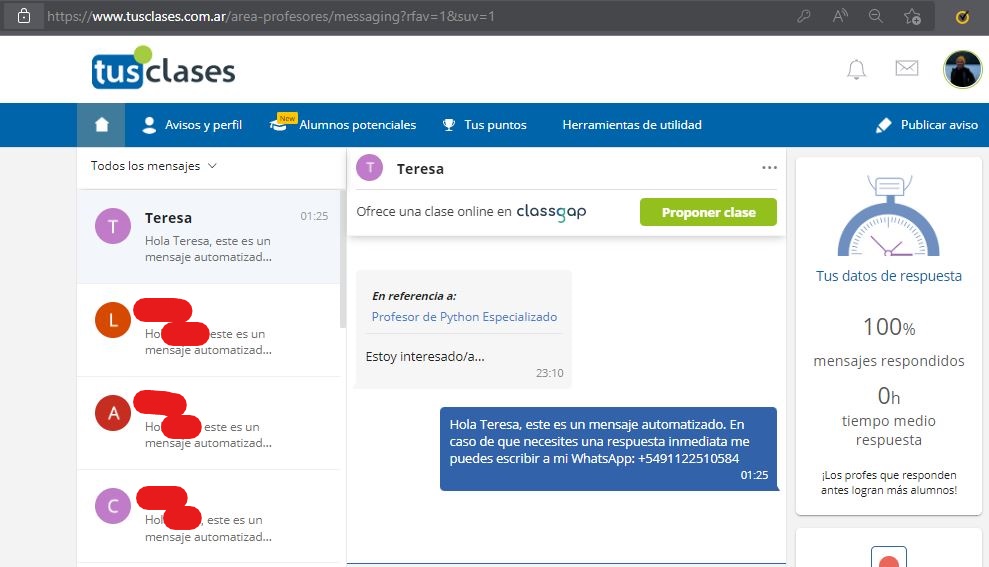 https://www.tusclases.com.ar/area-profesores/messaging?rfav=1&suv=1
tusclases
Avisos y perfil
New
Alumnos potenciales
Tus puntos
Herramientas de utilidad
Publicar aviso
Todos los mensajes
T
Teresa
01:25
Hola Teresa, este es un
mensaje automatizad...
L
Ho
este es un
mensaje automatizad...
A
Ho
este es un
mensaje automatizad...
C
Hol
, este es un
mensaje automatizad...
T
Teresa
...
Ofrece una clase online en classgap
Proponer clase
En referencia a:
Profesor de Python Especializado
Estoy interesado/a...
23:10
Hola Teresa, este es un mensaje automatizado. En
caso de que necesites una respuesta inmediata me
puedes escribir a mi WhatsApp: +5491122510584
01:25
Tus datos de respuesta
100%
mensajes respondidos
0h
tiempo medio
respuesta
¡Los profes que responden
antes logran más alumnos!